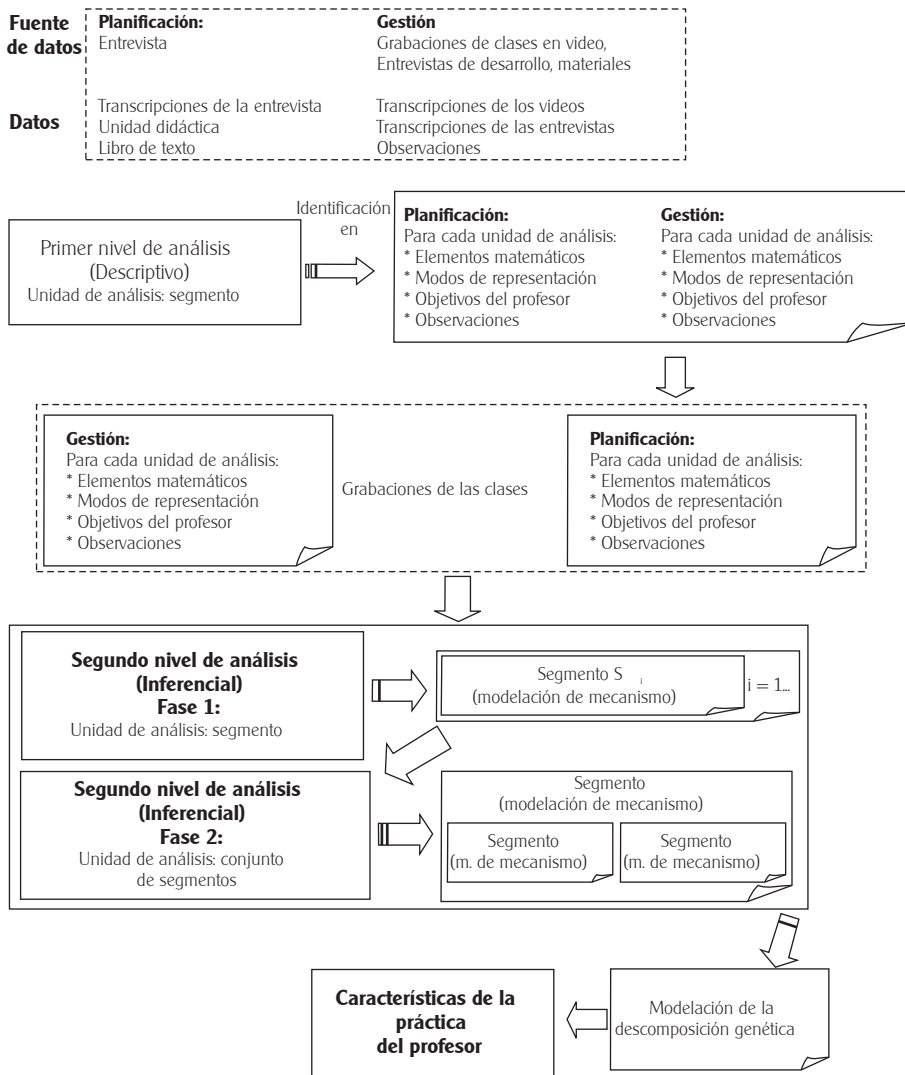 Fuente
de datos
Planificación:
Entrevista
Gestión
Grabaciones de clases en video,
Entrevistas de desarrollo, materiales
Datos
Transcripciones de la entrevista
Unidad didáctica
Libro de texto
Transcripciones de los videos
Transcripciones de las entrevistas
Observaciones
Primer nivel de análisis
(Descriptivo)
Unidad de análisis: segmento
Identificación
en
Planificación:
Para cada unidad de análisis:
* Elementos matemáticos
* Modos de representación
* Objetivos del profesor
* Observaciones
Gestión:
Para cada unidad de análisis:
* Elementos matemáticos
* Modos de representación
* Objetivos del profesor
* Observaciones
Gestión:
Para cada unidad de análisis:
* Elementos matemáticos
* Modos de representación
* Objetivos del profesor
* Observaciones
Grabaciones de las clases
Planificación:
Para cada unidad de análisis:
* Elementos matemáticos
* Modos de representación
* Objetivos del profesor
* Observaciones
Segundo nivel de análisis
(Inferencial)
Fase 1:
Unidad de análisis: segmento
Segmento S i
(modelación de mecanismo)
i = 1...
Segundo nivel de análisis
(Inferencial)
Fase 2:
Unidad de análisis: conjunto
de segmentos
Segmento
(modelación de mecanismo)
Segmento
(m. de mecanismo)
Segmento
(m. de mecanismo)
Características de la
práctica
del profesor
Modelación de la
descomposición genética